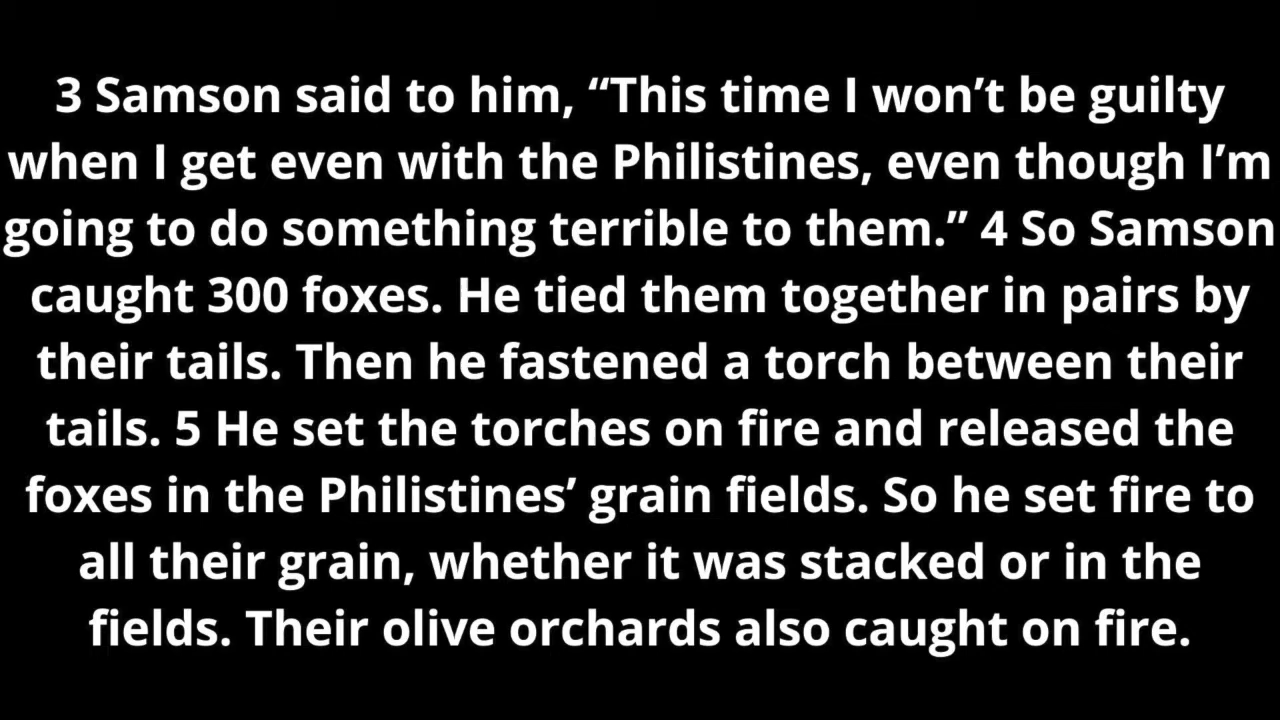 3 Samson said to him, “This time I won’t be guilty
when I get even with the Philistines, even though I’m
going to do something terrible to them.” 4 So Samson
caught 300 foxes. He tied them together in pairs by
their tails. Then he fastened a torch between their
tails. 5 He set the torches on fire and released the
foxes in the Philistines’ grain fields. So he set fire to
all their grain, whether it was stacked or in the
fields. Their olive orchards also caught on fire.